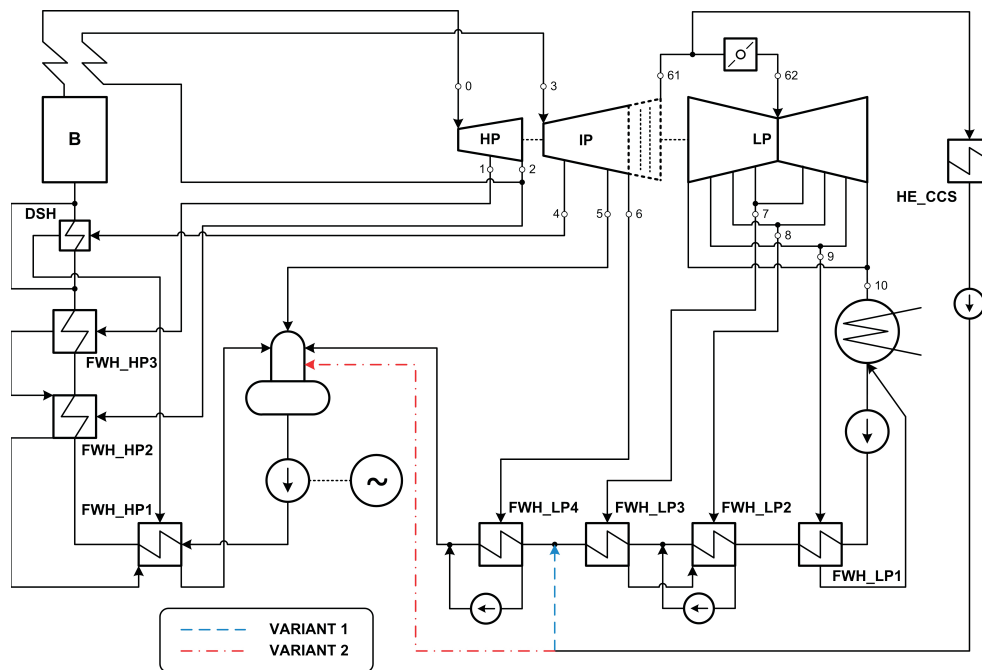 61
62
0
3
B
HP
IP
LP
1
2
HE_CCS
DSH
4
5
6
7
8
9
10
FWH_HP3
FWH_HP2
FWH_HP1
~
FWH_LP4
FWH_LP3
FWH_LP2
FWH_LP1
VARIANT 1
VARIANT 2